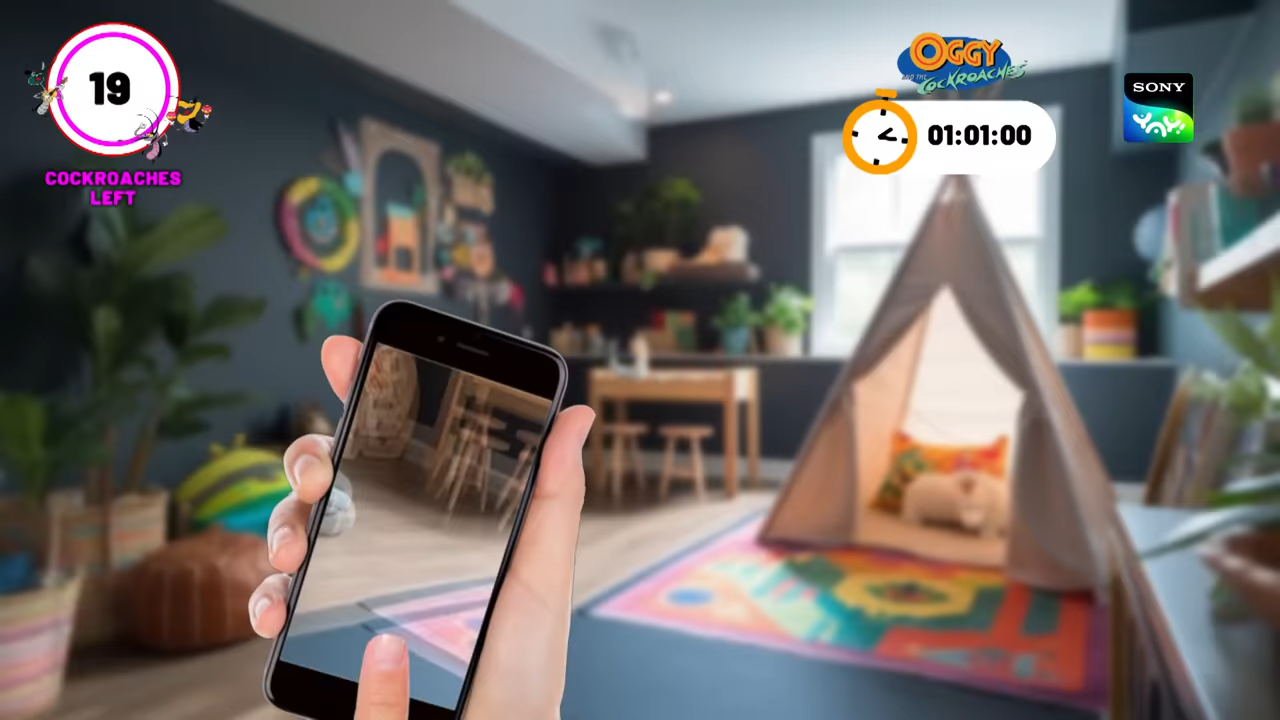 19
COCKROACHES
LEFT
OGGY
AND THE
COCKROACHES
01:01:00
SONY
YAY!